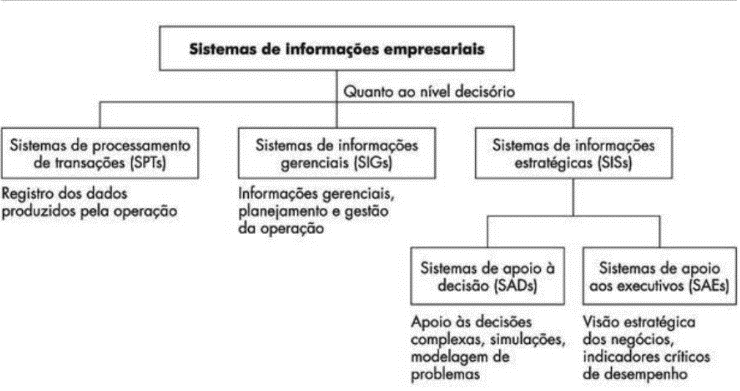 Sistemas de informações empresariais
Quanto ao nível decisório
Sistemas de processamento
de transações (SPTs)
Registro dos dados
produzidos pela operação
Sistemas de informações
gerenciais (SIGs)
Informações gerenciais,
planejamento e gestão
da operação
Sistemas de informações
estratégicas (SISs)
Sistemas de apoio à
decisão (SADs)
Apoio às decisões
complexas, simulações,
modelagem de
problemas
Sistemas de apoio
aos executivos (SAEs)
Visão estratégica
dos negócios,
indicadores críticos
de desempenho